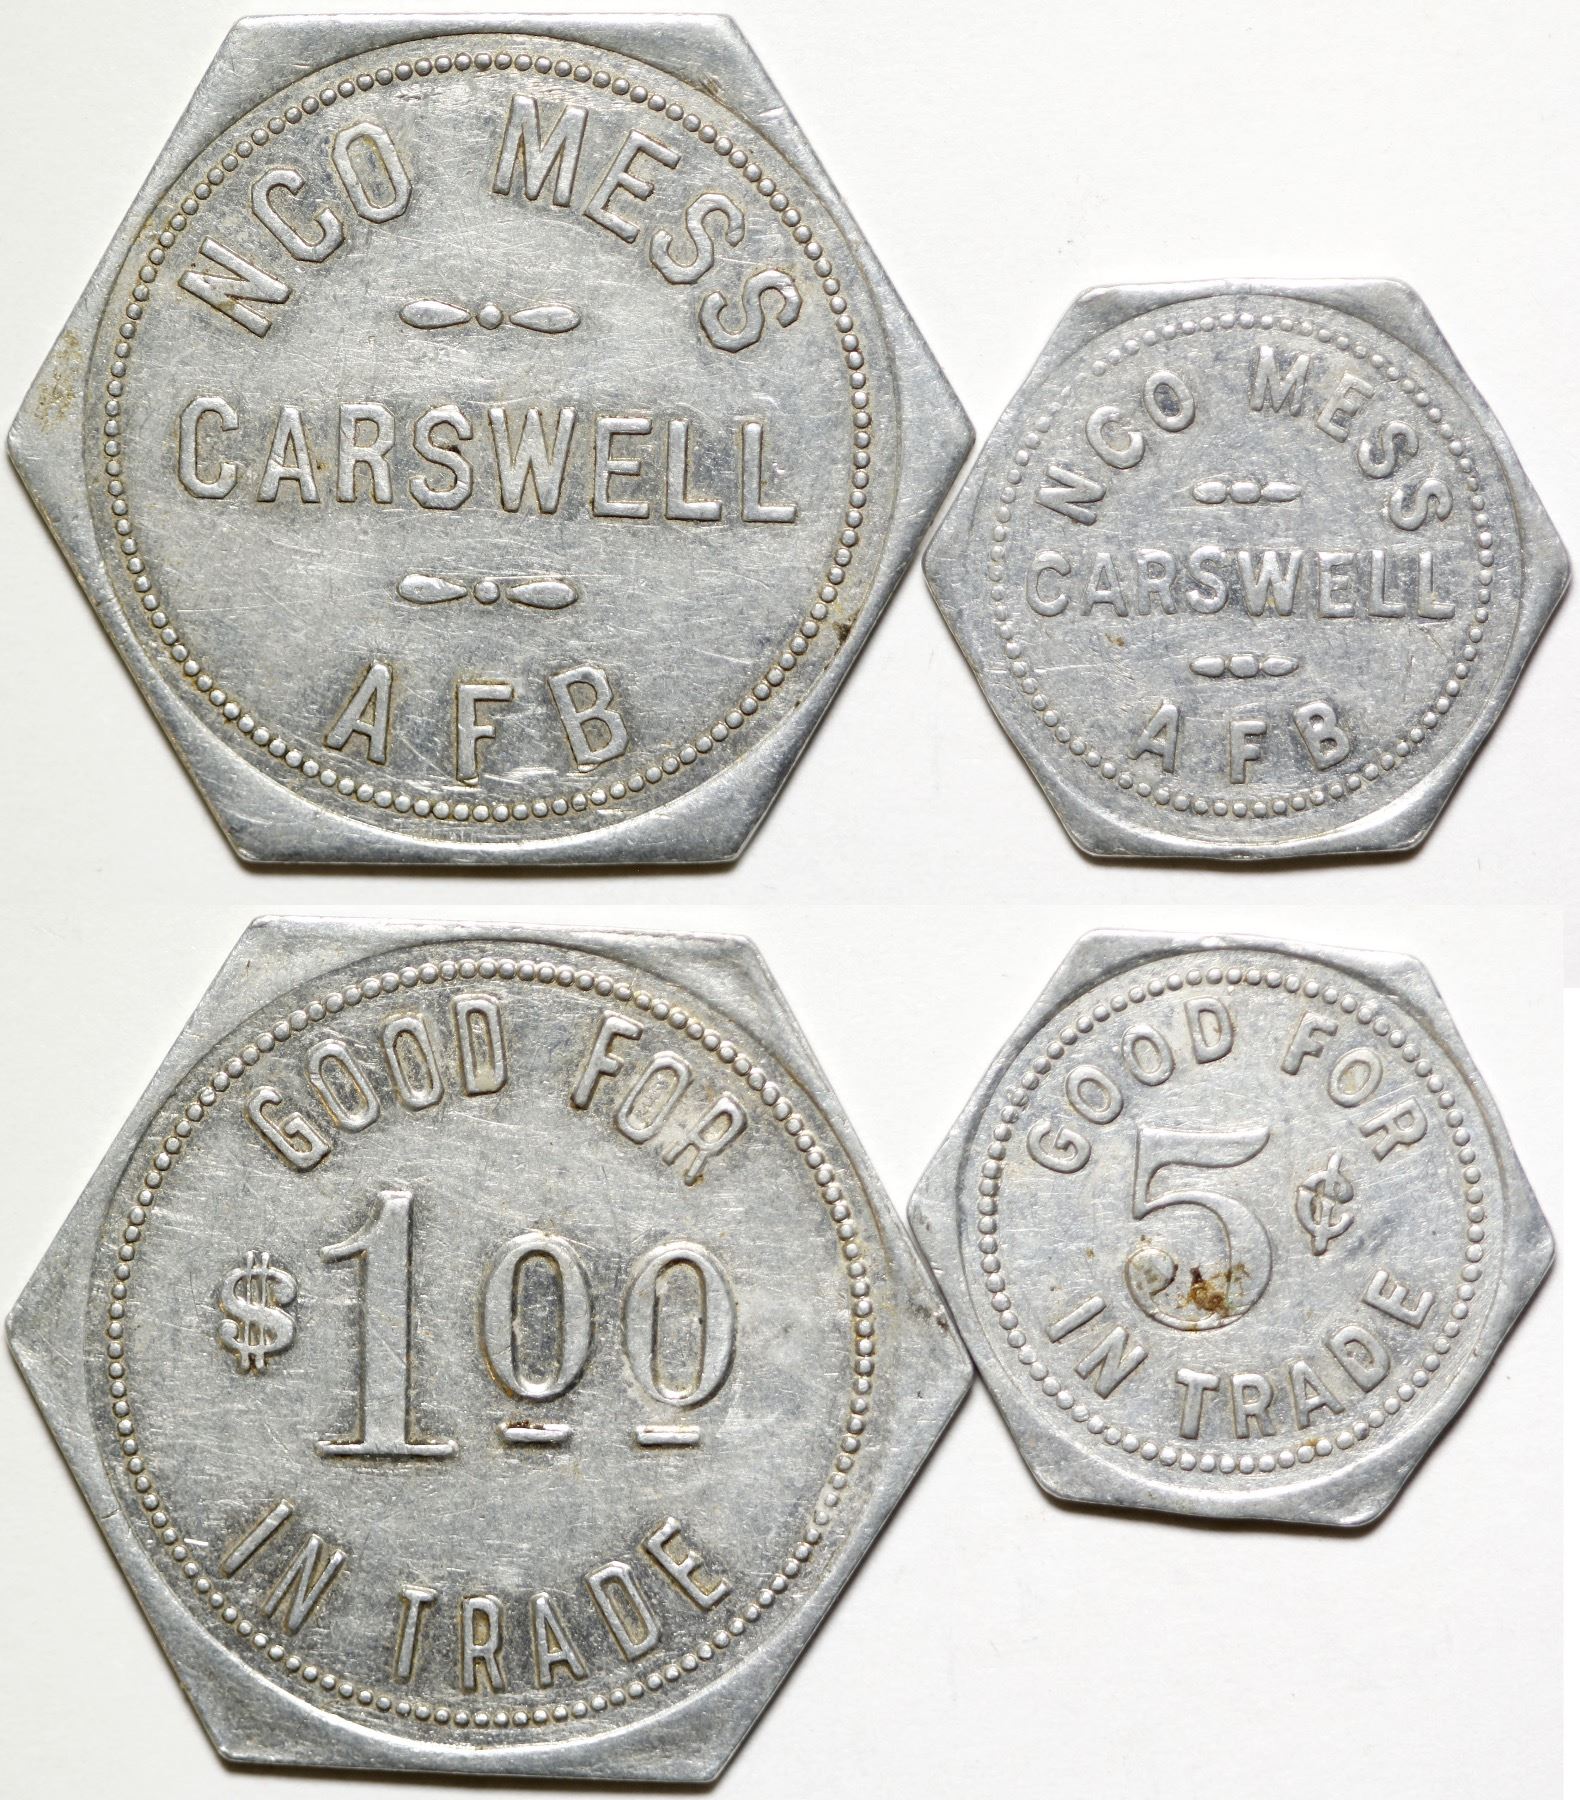 NCO MESS
CARSWELL
AFB
NCO MESS
CARSWELL
AFB
GOOD FOR
$1.00
IN TRADE
GOOD FOR
5¢
IN TRADE